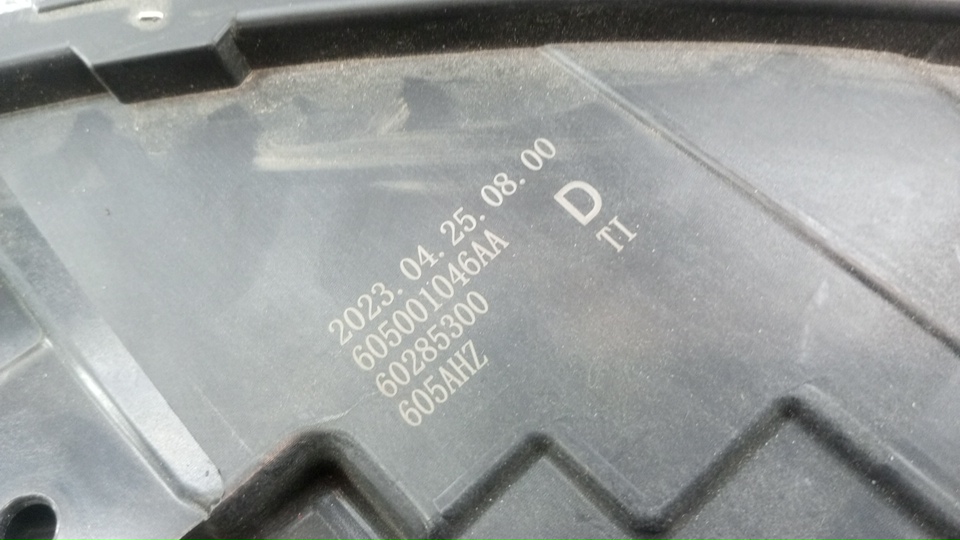 2023. 04. 25. 08. 00
605001046AA
60285300
605AHZ
D
TI